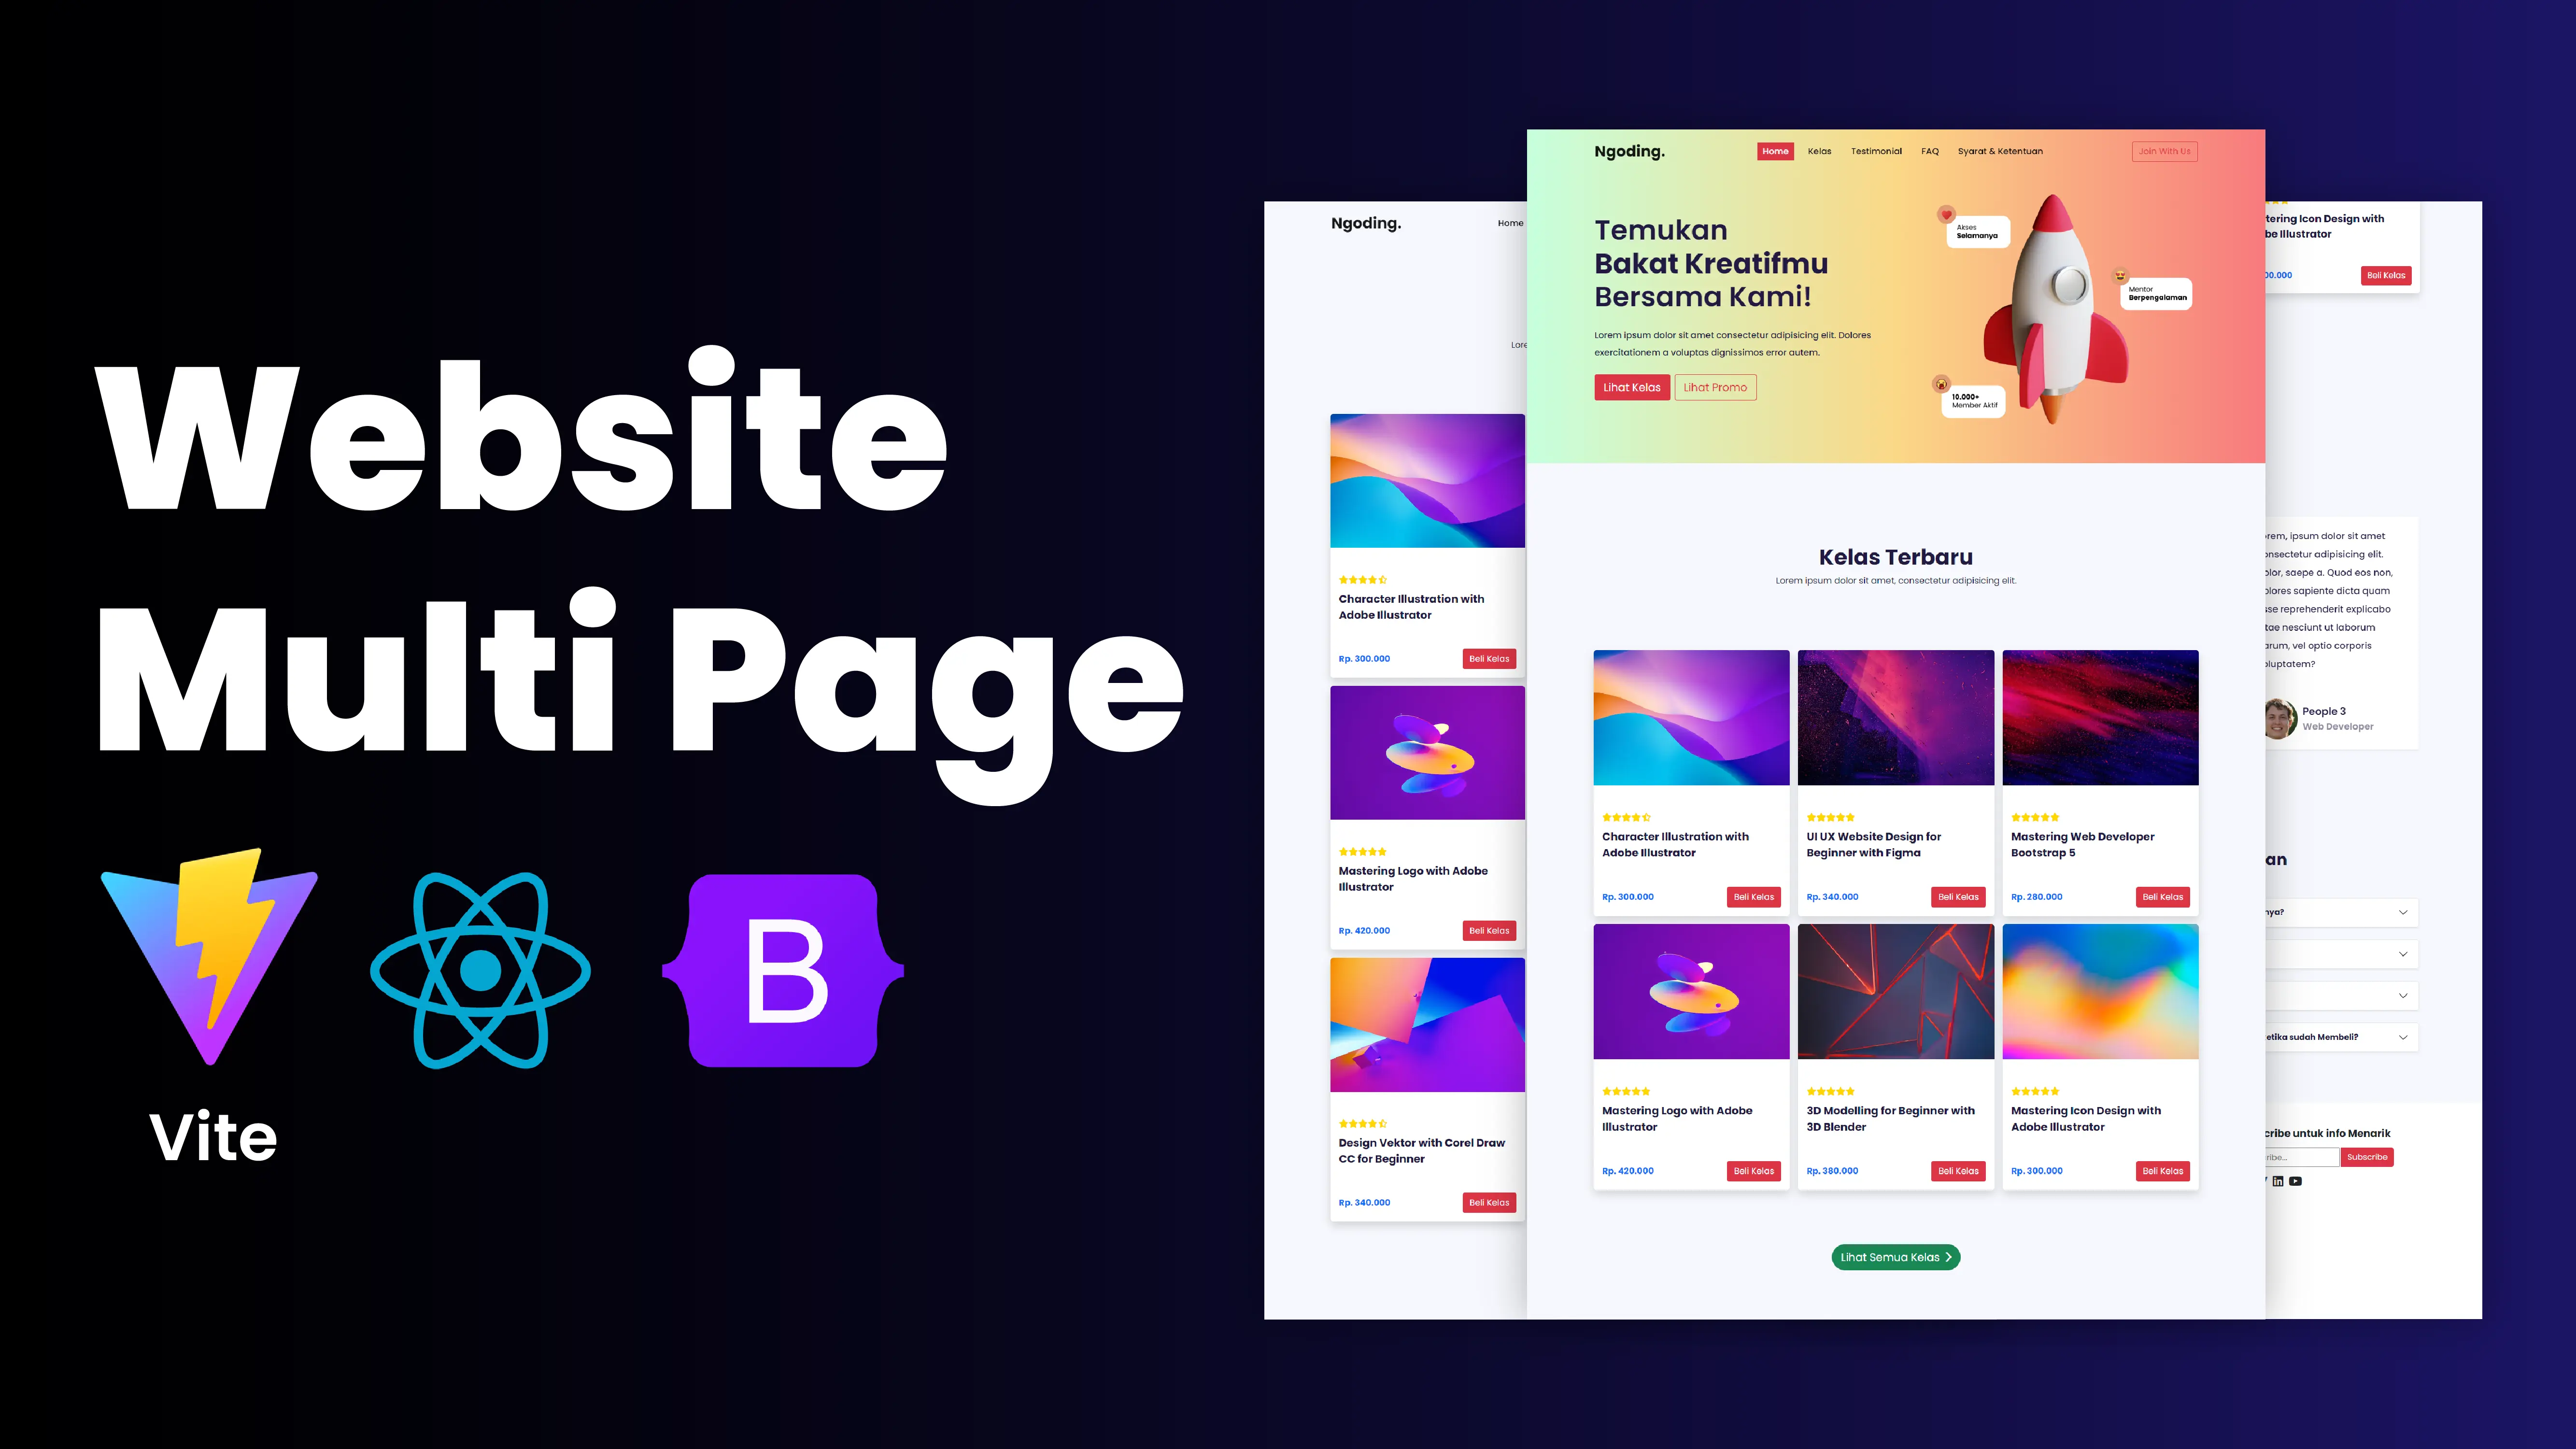 Website
Multi Page
B
Vite
Ngoding.
Home
Character Illustration with
Adobe Illustrator
Rp. 300.000
Beli Kelas
Mastering Logo with Adobe
Illustrator
Rp. 420.000
Beli Kelas
Design Vektor with Corel Draw
CC for Beginner
Rp. 340.000
Beli Kelas
Ngoding.
Home Kelas Testimonial FAQ Syarat & Ketentuan
Join With Us
Temukan
Bakat Kreatifmu
Bersama Kami!
Lorem ipsum dolor sit amet consectetur adipisicing elit. Dolores
exercitationem a voluptas dignissimos error autem.
Lihat Kelas Lihat Promo
Akses
Selamanya
Mentor
Berpengalaman
10.000+
Member Aktif
Kelas Terbaru
Lorem ipsum dolor sit amet, consectetur adipisicing elit.
Character Illustration with
Adobe Illustrator
Rp. 300.000
Beli Kelas
UI UX Website Design for
Beginner with Figma
Rp. 340.000
Beli Kelas
Mastering Web Developer
Bootstrap 5
Rp. 280.000
Beli Kelas
Mastering Logo with Adobe
Illustrator
Rp. 420.000
Beli Kelas
3D Modelling for Beginner with
3D Blender
Rp. 380.000
Beli Kelas
Mastering Icon Design with
Adobe Illustrator
Rp. 300.000
Beli Kelas
Lihat Semua Kelas
tering Icon Design with
be Illustrator
00.000
Beli Kelas
rem, ipsum dolor sit amet
onsectetur adipisicing elit.
olor, saepe a. Quod eos non,
olores sapiente dicta quam
sse reprehenderit explicabo
tae nesciunt ut laborum
arum, vel optio corporis
oluptatem?
People 3
Web Developer
an
nya?
etika sudah Membeli?
cribe untuk info Menarik
ribe...
Subscribe